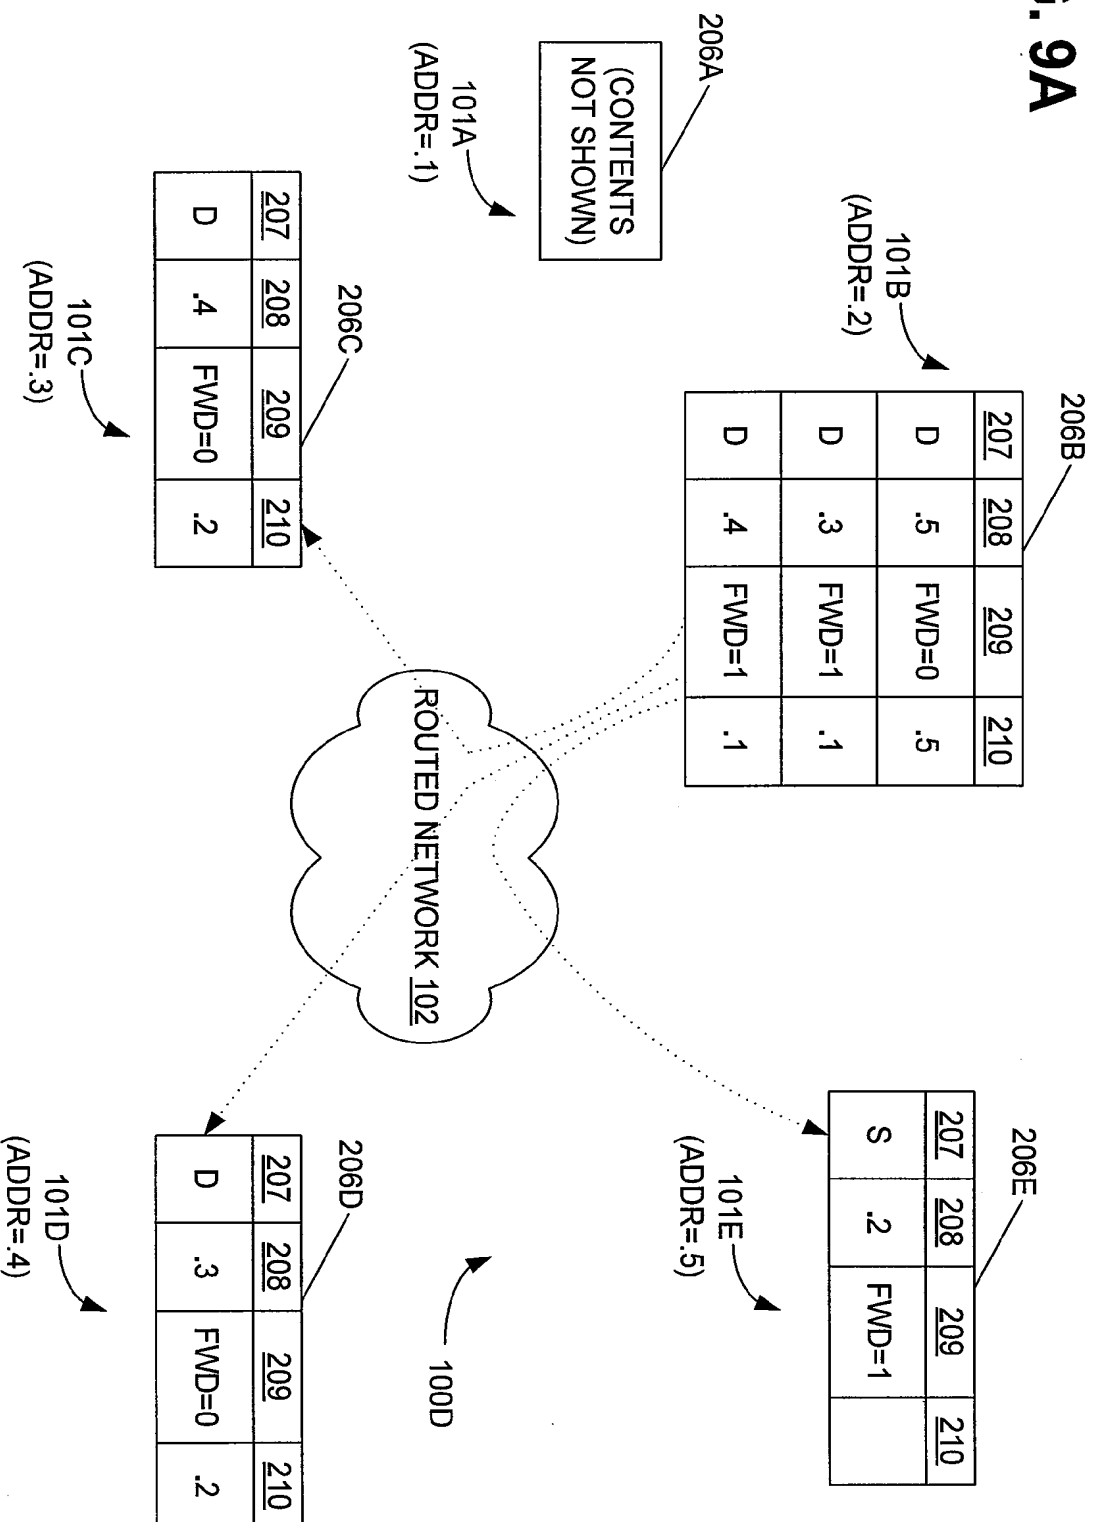 G. 9A
206A
(CONTENTS
NOT SHOWN)
101A
(ADDR=.1)
206B
101B
(ADDR=.2)
207 208 209 210
D .5 FWD=0 .5
D .3 FWD=1 .1
D .4 FWD=1 .1
206C
207 208 209 210
D .4 FWD=0 .2
101C
(ADDR=.3)
ROUTED NETWORK 102
206E
207 208 209 210
S .2 FWD=1
101E
(ADDR=.5)
100D
206D
207 208 209 210
D .3 FWD=0 .2
101D
(ADDR=.4)